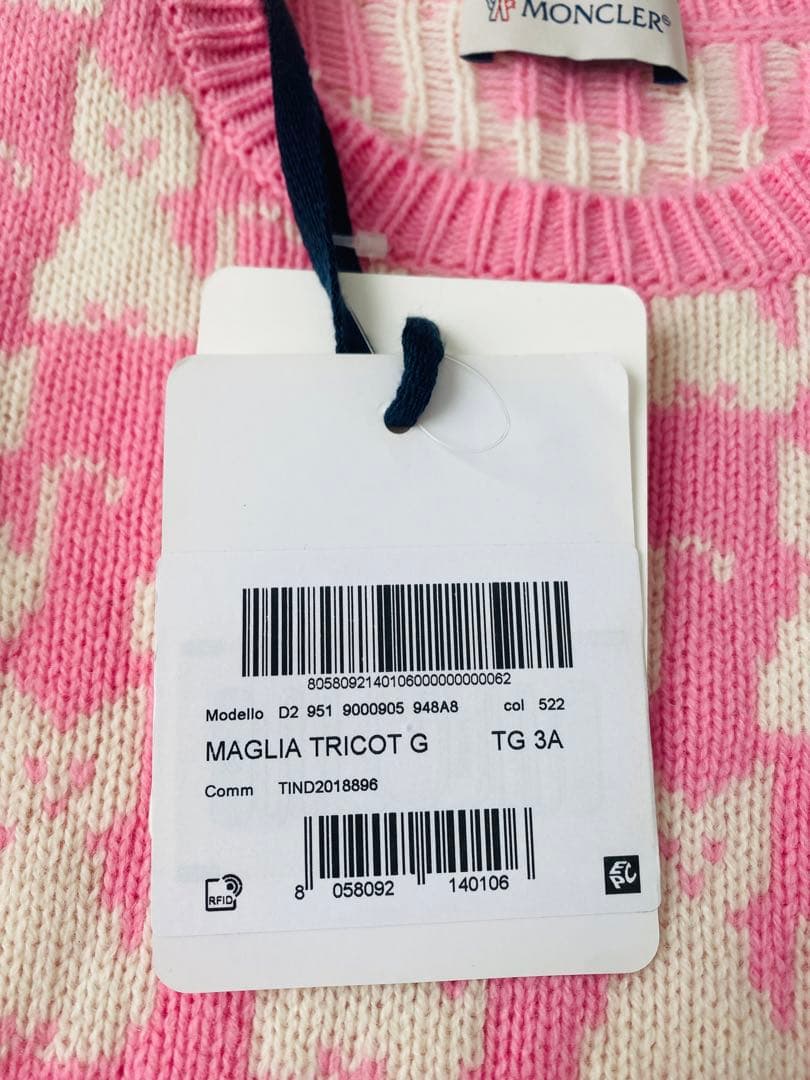 MONCLER
8058092140106000000000062
Modello D2 951 9000905 948A8 col 522
MAGLIA TRICOT G TG 3A
Comm TIND2018896
RFID
EPC
8 058092 140106